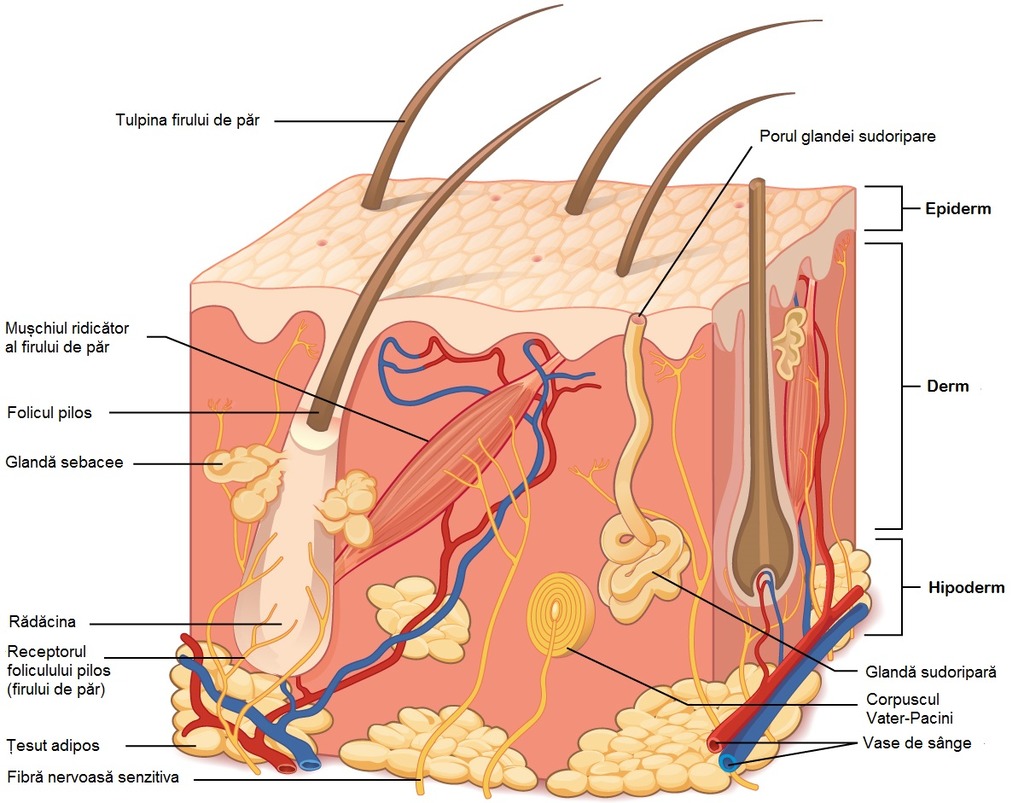 Tulpina firului de păr
Porul glandei sudoripare
Epiderm
Mușchiul ridicător
al firului de păr
Derm
Folicul pilos
Glandă sebacee
Hipoderm
Rădăcina
Receptorul
foliculului pilos
(firului de păr)
Glandă sudoripară
Corpuscul
Vater-Pacini
Țesut adipos
Vase de sânge
Fibră nervoasă senzitiva